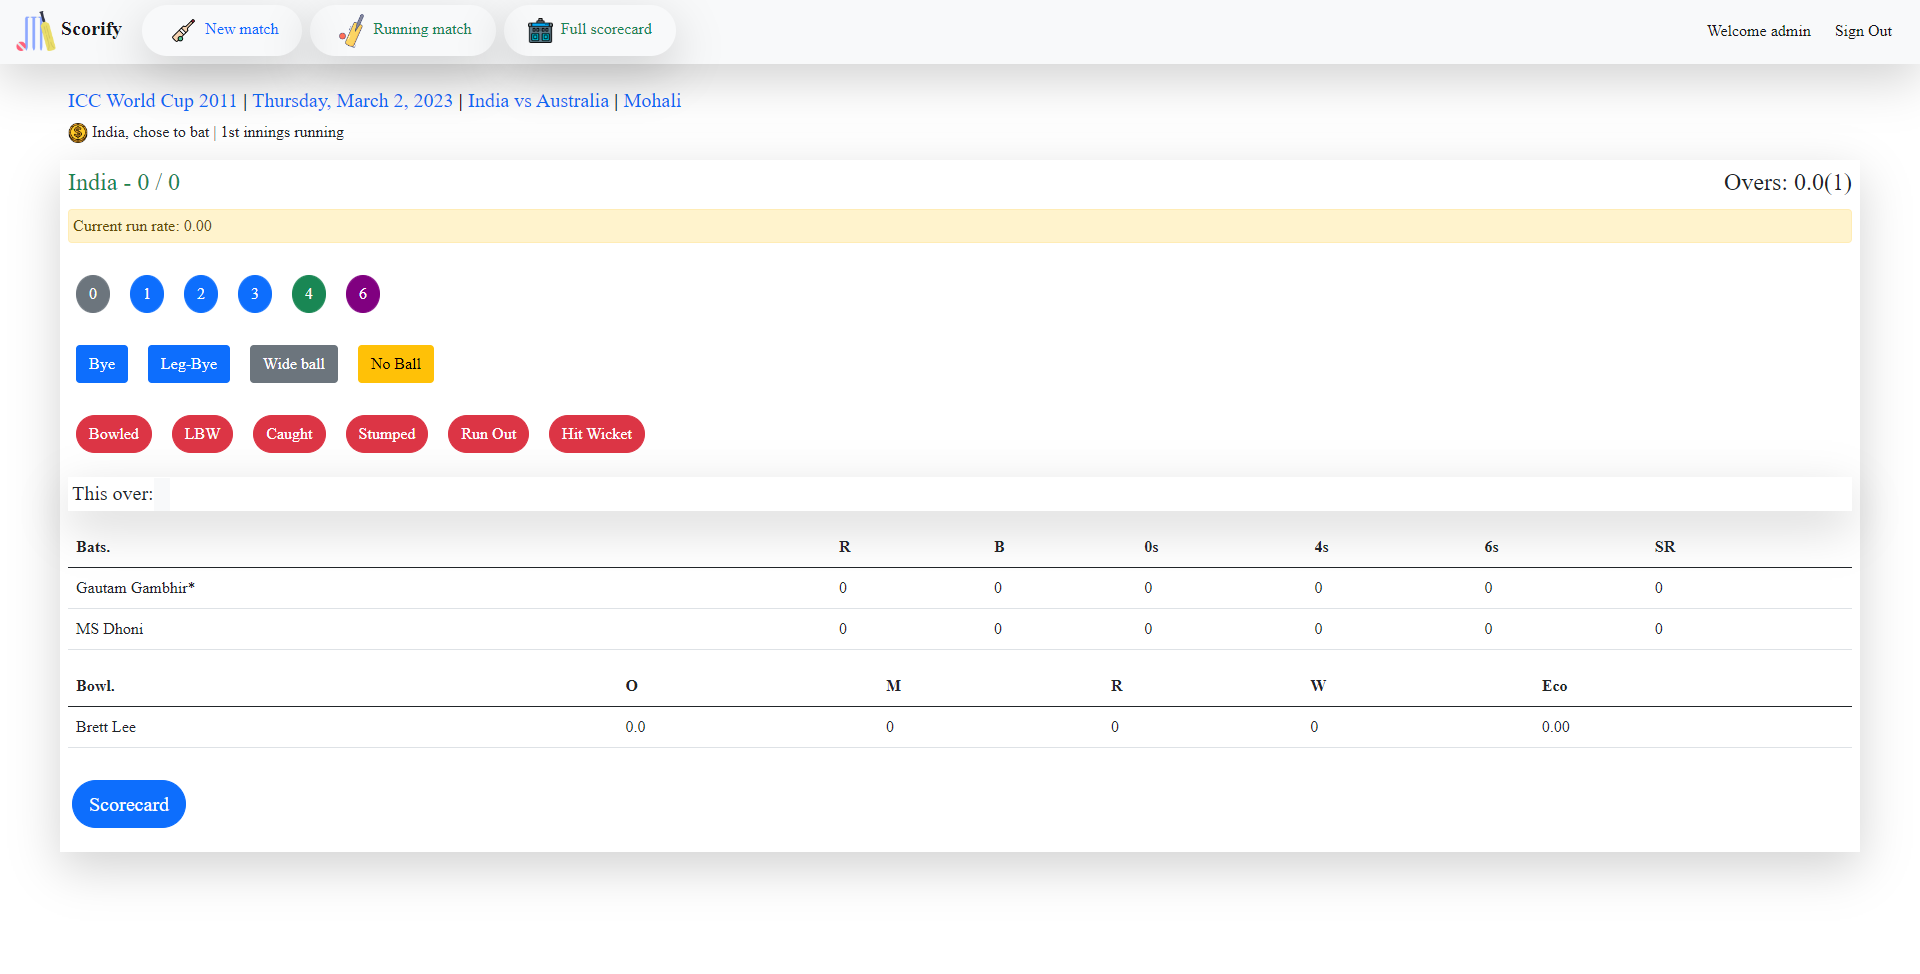 Scorify New match Running match Full scorecard Welcome admin Sign Out
ICC World Cup 2011 | Thursday, March 2, 2023 | India vs Australia | Mohali
India, chose to bat | 1st innings running
India - 0 / 0 Overs: 0.0(1)
Current run rate: 0.00
0 1 2 3 4 6
Bye Leg-Bye Wide ball No Ball
Bowled LBW Caught Stumped Run Out Hit Wicket
This over:
Bats. R B 0s 4s 6s SR
Gautam Gambhir* 0 0 0 0 0 0
MS Dhoni 0 0 0 0 0 0
Bowl. O M R W Eco
Brett Lee 0.0 0 0 0 0.00
Scorecard